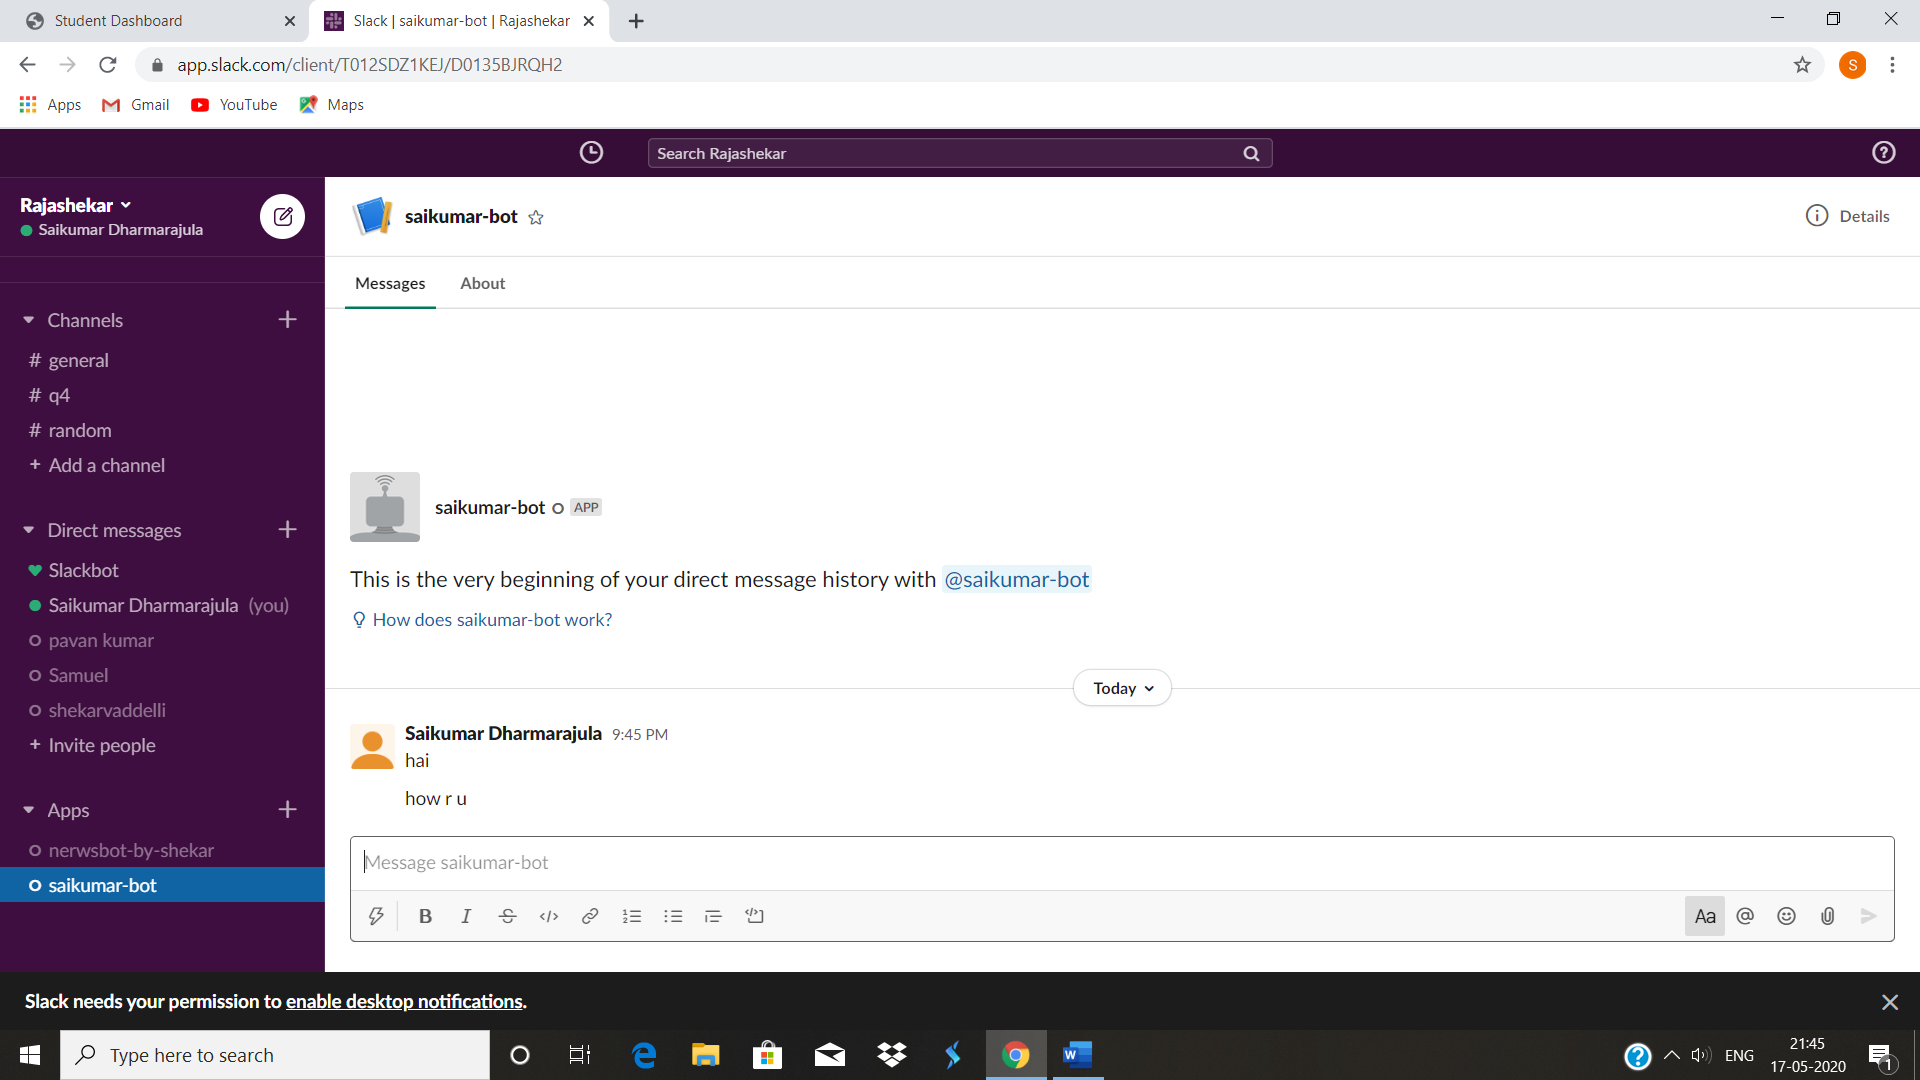 Student Dashboard
Slack | saikumar-bot | Rajashekar
app.slack.com/client/T012SDZ1KEJ/D0135BJRQH2
S
Apps
Gmail
YouTube
Maps
Search Rajashekar
Rajashekar
Saikumar Dharmarajula
saikumar-bot
Details
Messages
About
Channels
# general
# q4
# random
+ Add a channel
Direct messages
Slackbot
Saikumar Dharmarajula (you)
pavan kumar
Samuel
shekarvaddelli
+ Invite people
Apps
nerwsbot-by-shekar
saikumar-bot
saikumar-bot APP
This is the very beginning of your direct message history with @saikumar-bot
How does saikumar-bot work?
Today
Saikumar Dharmarajula 9:45 PM
hai
how r u
Message saikumar-bot
B I Aa @
Slack needs your permission to enable desktop notifications.
Type here to search
ENG
21:45
17-05-2020
1